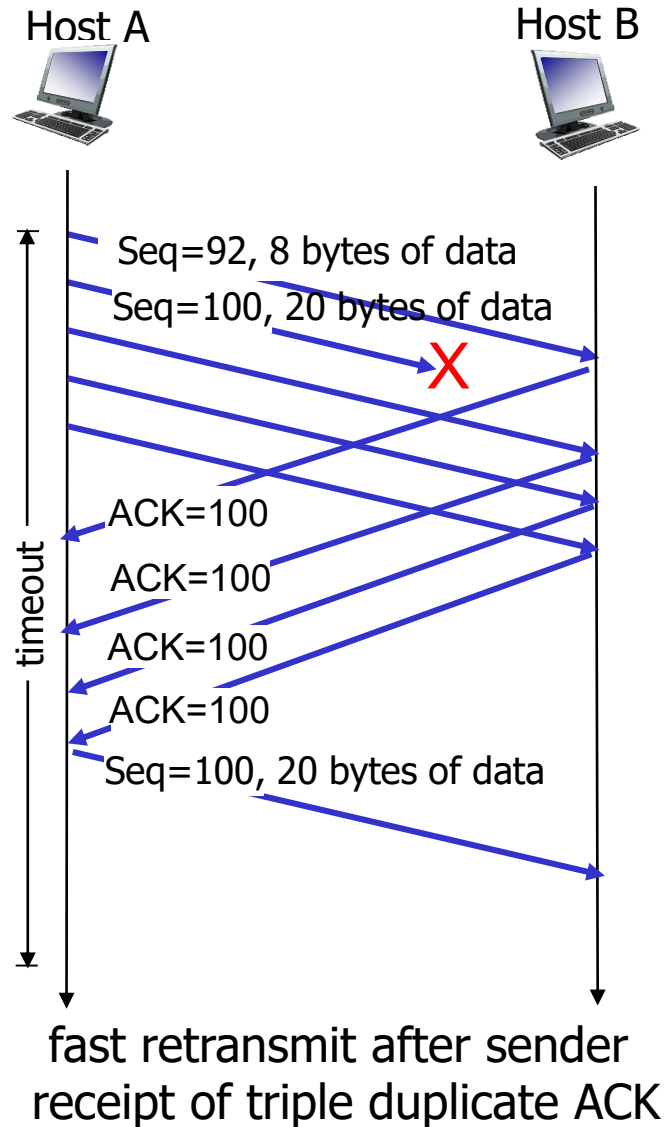 Host A
Host B
Seq=92, 8 bytes of data
Seq=100, 20 bytes of data
X
ACK=100
timeout
ACK=100
ACK=100
ACK=100
Seq=100, 20 bytes of data
fast retransmit after sender
receipt of triple duplicate ACK